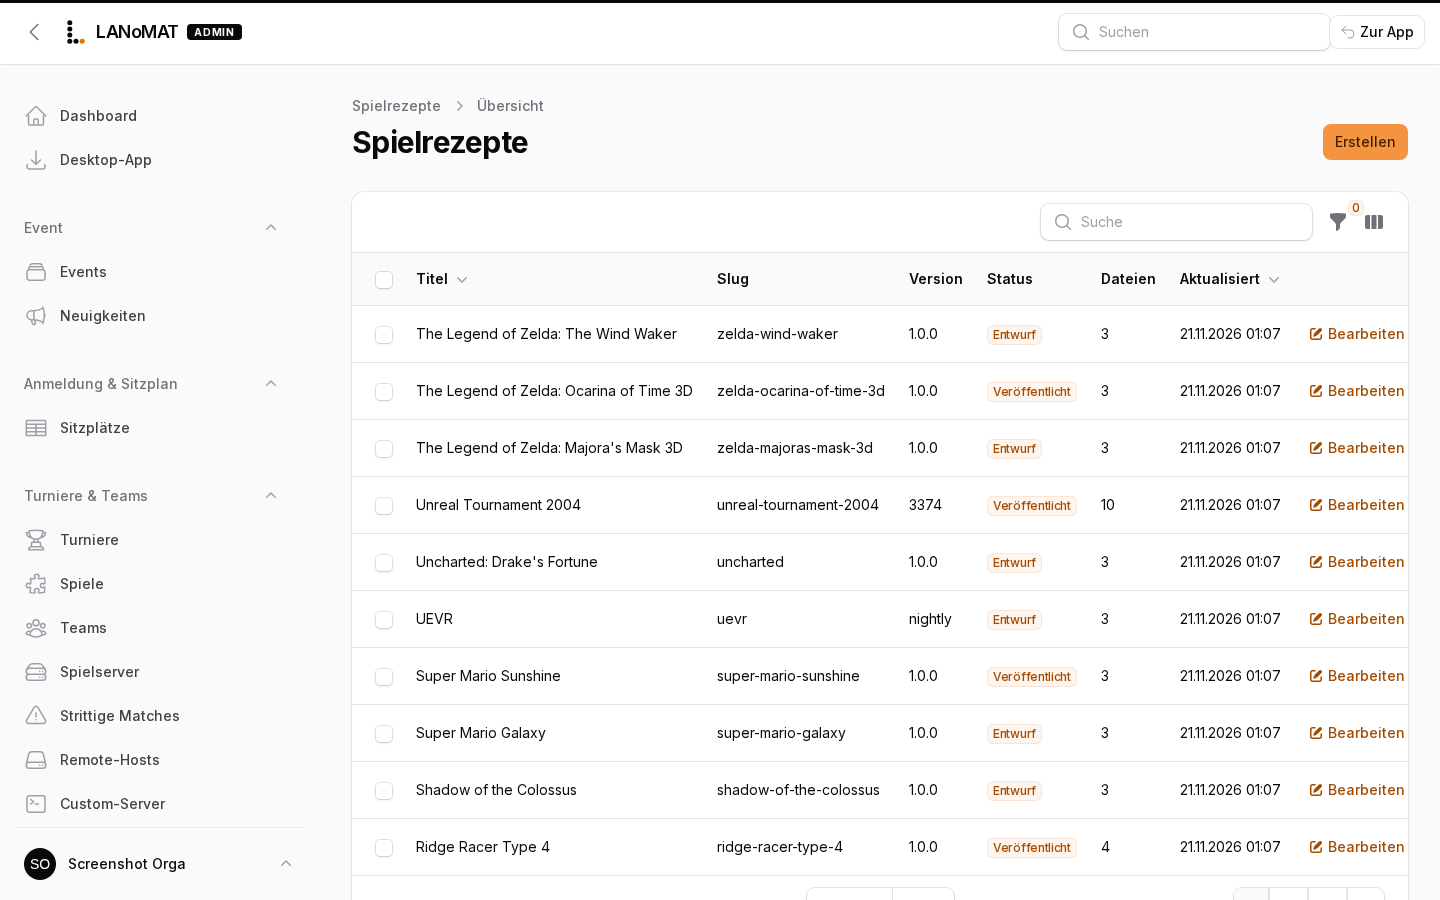 LANoMAT ADMIN
Suchen
Zur App
Dashboard
Desktop-App
Event
Events
Neuigkeiten
Anmeldung & Sitzplan
Sitzplätze
Turniere & Teams
Turniere
Spiele
Teams
Spielserver
Strittige Matches
Remote-Hosts
Custom-Server
SO Screenshot Orga
Spielrezepte > Übersicht
Spielrezepte
Erstellen
Suche
0
Titel Slug Version Status Dateien Aktualisiert
The Legend of Zelda: The Wind Waker zelda-wind-waker 1.0.0 Entwurf 3 21.11.2026 01:07 Bearbeiten
The Legend of Zelda: Ocarina of Time 3D zelda-ocarina-of-time-3d 1.0.0 Veröffentlicht 3 21.11.2026 01:07 Bearbeiten
The Legend of Zelda: Majora's Mask 3D zelda-majoras-mask-3d 1.0.0 Entwurf 3 21.11.2026 01:07 Bearbeiten
Unreal Tournament 2004 unreal-tournament-2004 3374 Veröffentlicht 10 21.11.2026 01:07 Bearbeiten
Uncharted: Drake's Fortune uncharted 1.0.0 Entwurf 3 21.11.2026 01:07 Bearbeiten
UEVR uevr nightly Entwurf 3 21.11.2026 01:07 Bearbeiten
Super Mario Sunshine super-mario-sunshine 1.0.0 Veröffentlicht 3 21.11.2026 01:07 Bearbeiten
Super Mario Galaxy super-mario-galaxy 1.0.0 Entwurf 3 21.11.2026 01:07 Bearbeiten
Shadow of the Colossus shadow-of-the-colossus 1.0.0 Entwurf 3 21.11.2026 01:07 Bearbeiten
Ridge Racer Type 4 ridge-racer-type-4 1.0.0 Veröffentlicht 4 21.11.2026 01:07 Bearbeiten